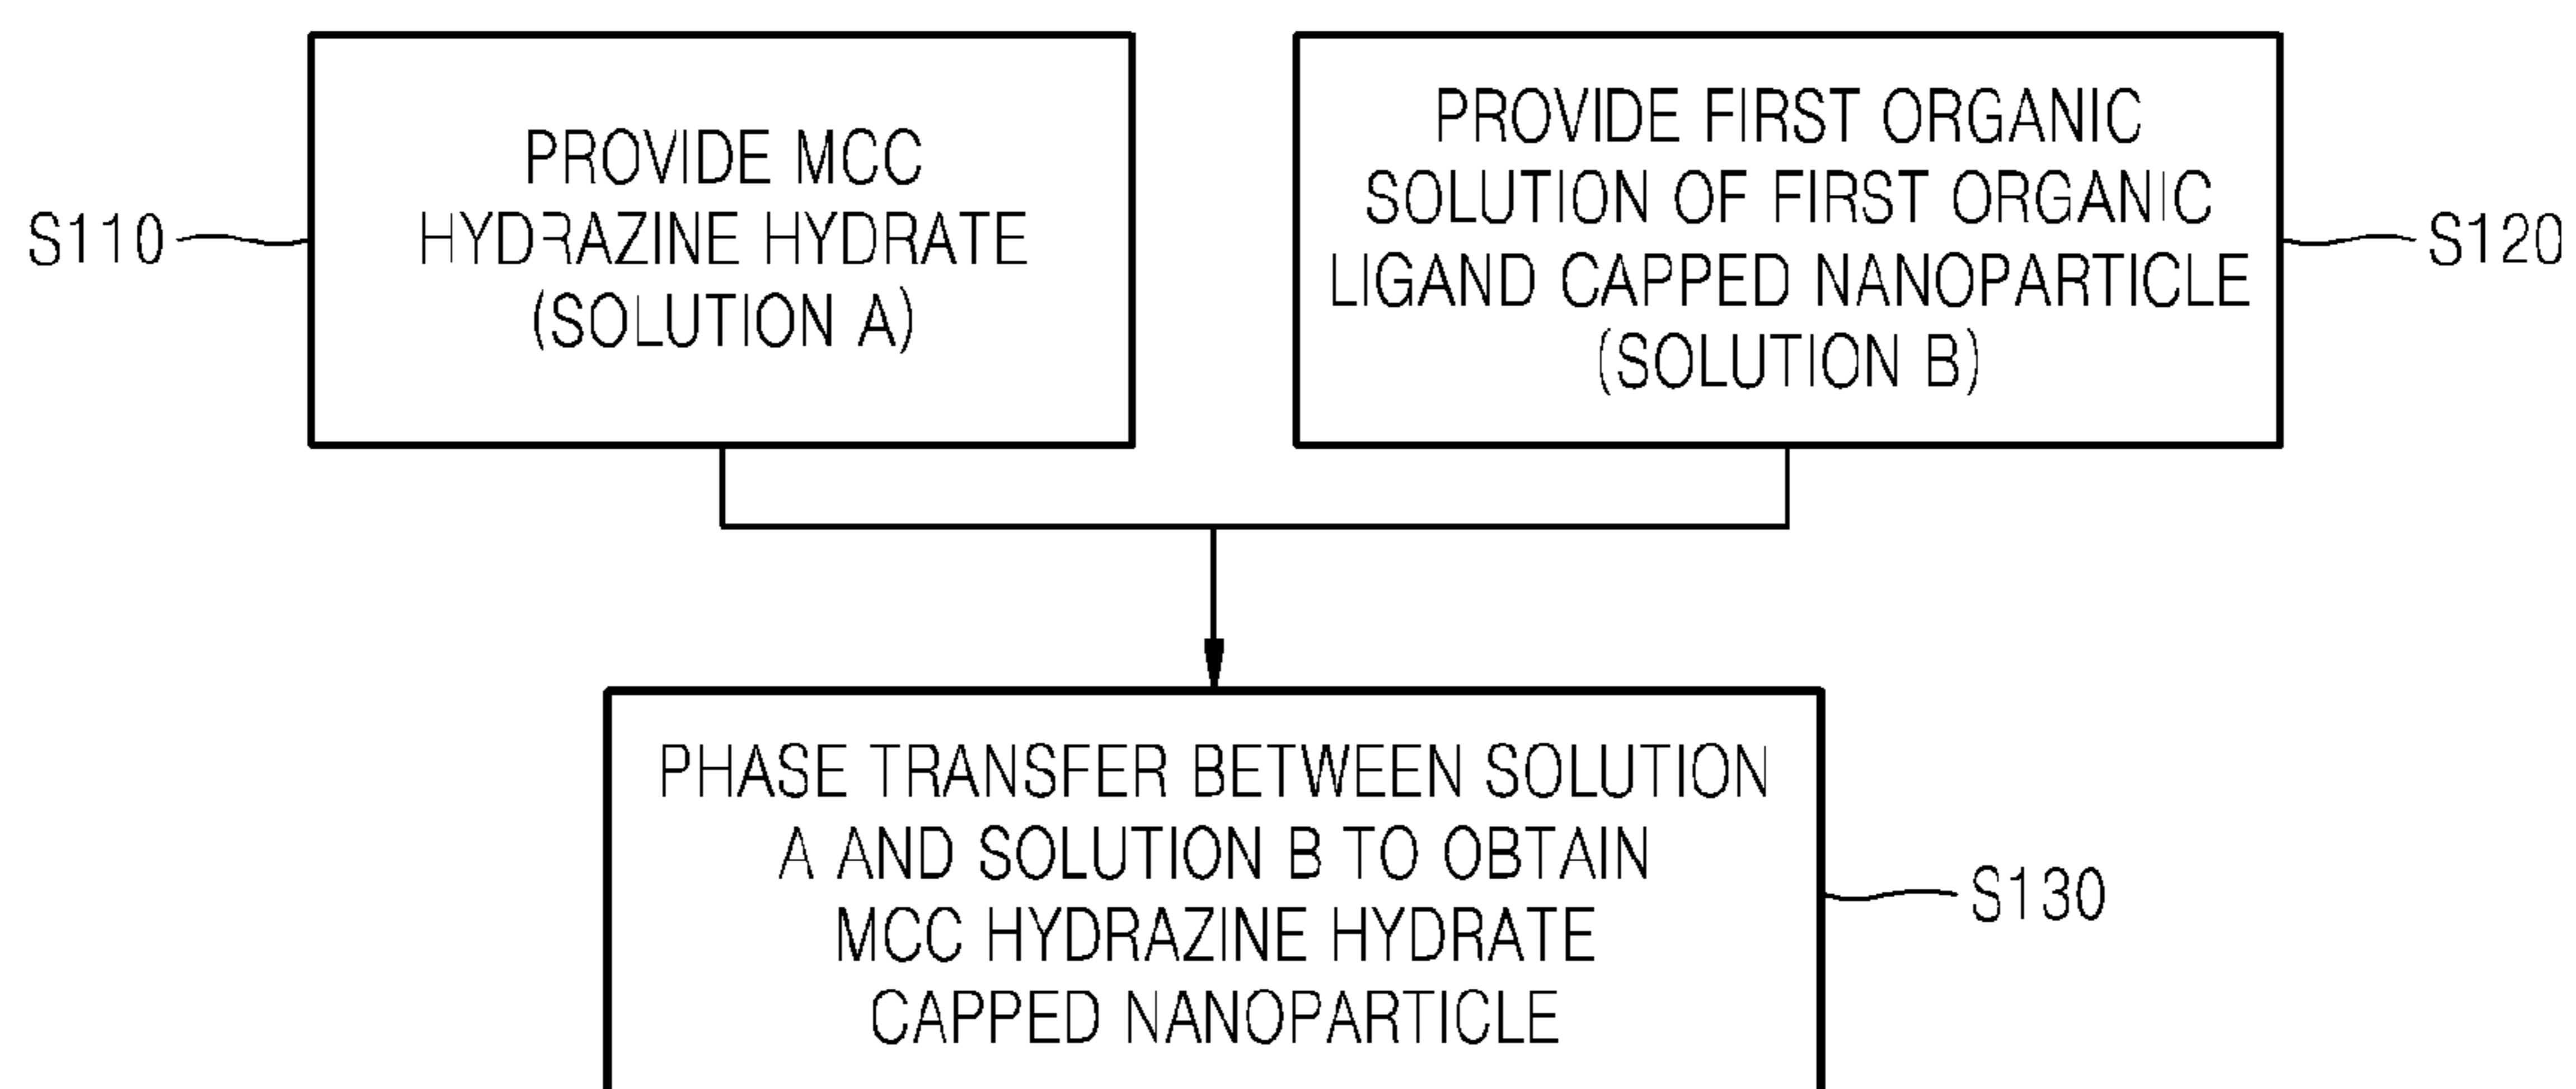 PROVIDE MCC
HYDRAZINE HYDRATE
(SOLUTION A)
S110
PROVIDE FIRST ORGANIC
SOLUTION OF FIRST ORGANIC
LIGAND CAPPED NANOPARTICLE
(SOLUTION B)
S120
PHASE TRANSFER BETWEEN SOLUTION
A AND SOLUTION B TO OBTAIN
MCC HYDRAZINE HYDRATE
CAPPED NANOPARTICLE
S130